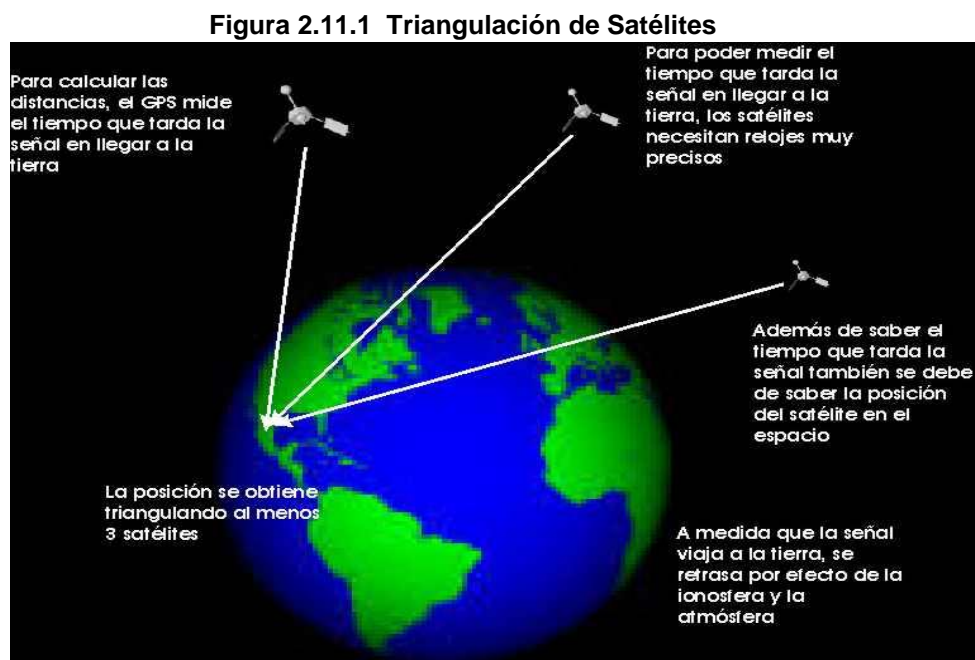 Figura 2.11.1  Triangulación de Satélites
Para calcular las
distancias, el GPS mide
el tiempo que tarda la
señal en llegar a la
tierra
Para poder medir el
tiempo que tarda la
señal en llegar a la
tierra, los satélites
necesitan relojes muy
precisos
Además de saber el
tiempo que tarda la
señal también se debe
de saber la posición
del satélite en el
espacio
La posición se obtiene
triangulando al menos
3 satélites
A medida que la señal
viaja a la tierra, se
retrasa por efecto de la
ionosfera y la
atmósfera